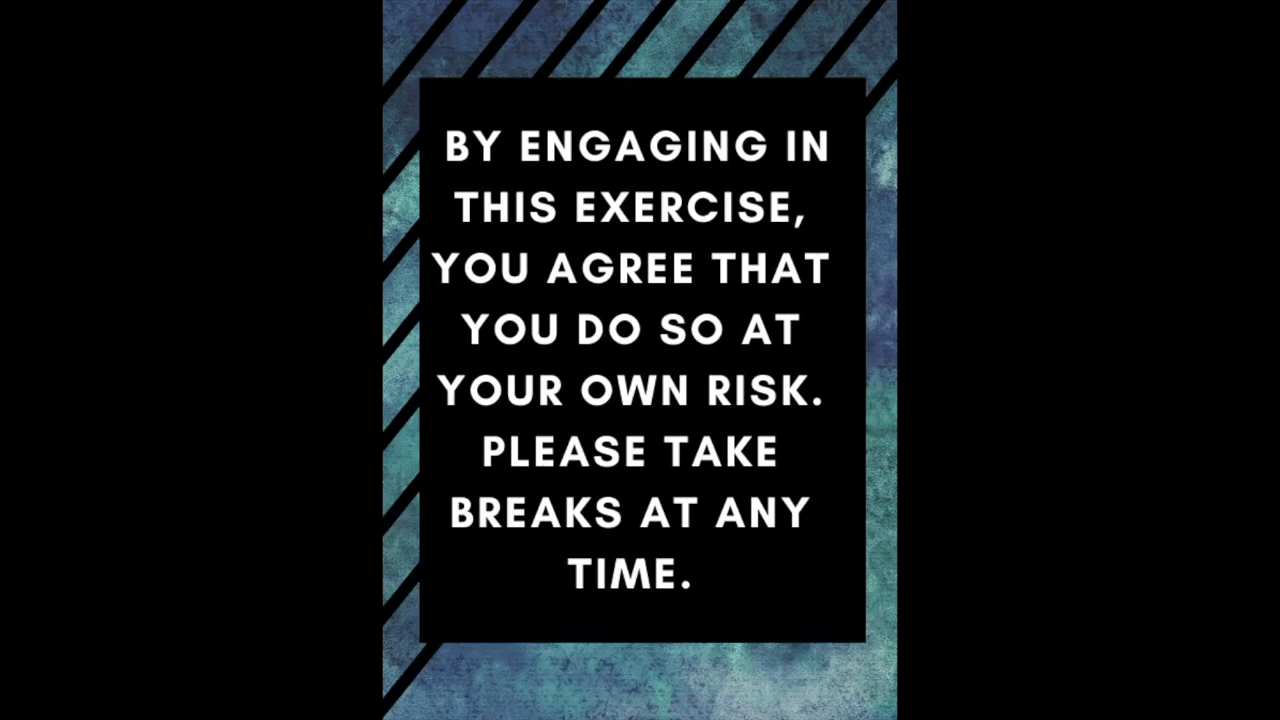 BY ENGAGING IN
THIS EXERCISE,
YOU AGREE THAT
YOU DO SO AT
YOUR OWN RISK.
PLEASE TAKE
BREAKS AT ANY
TIME.